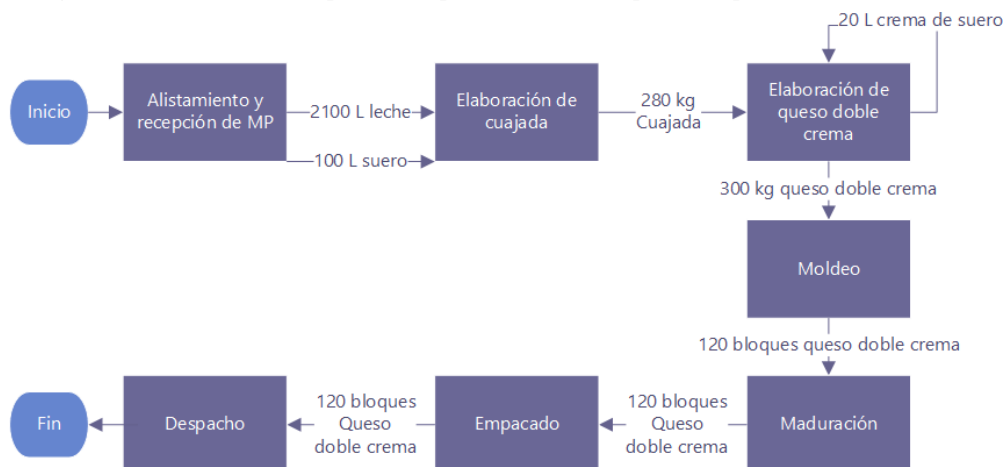 Inicio
Alistamiento y
recepción de MP
2100 L leche
100 L suero
Elaboración de
cuajada
280 kg
Cuajada
20 L crema de suero
Elaboración de
queso doble
crema
300 kg queso doble crema
Moldeo
120 bloques queso doble crema
Maduración
120 bloques
Queso
doble crema
Empacado
120 bloques
Queso
doble crema
Despacho
Fin